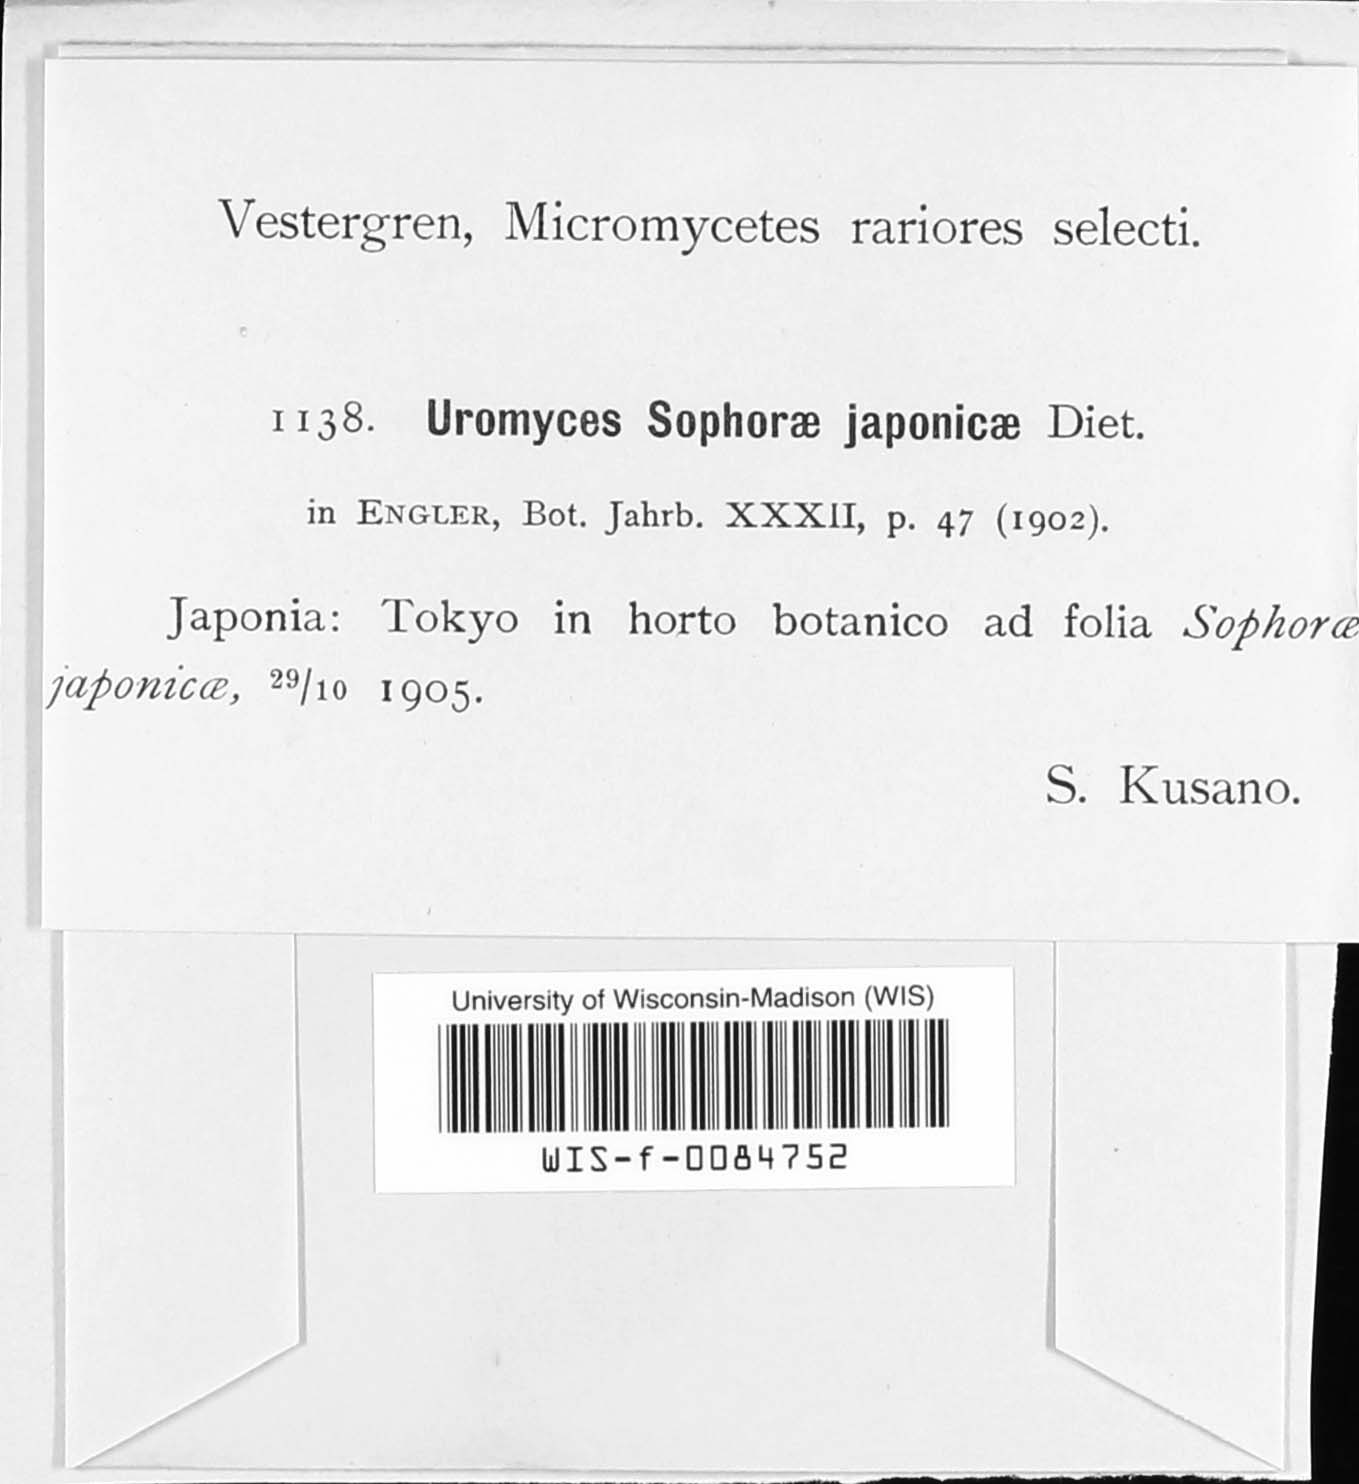 Vestergren, Micromycetes rariores selecti.
1138. Uromyces Sophoræ japonicæ Diet.
in ENGLER, Bot. Jahrb. XXXII, p. 47 (1902).
Japonia: Tokyo in horto botanico ad folia Sophoræ
japonicæ, 29/10 1905.
S. Kusano.
University of Wisconsin-Madison (WIS)
WIS-f-0084752